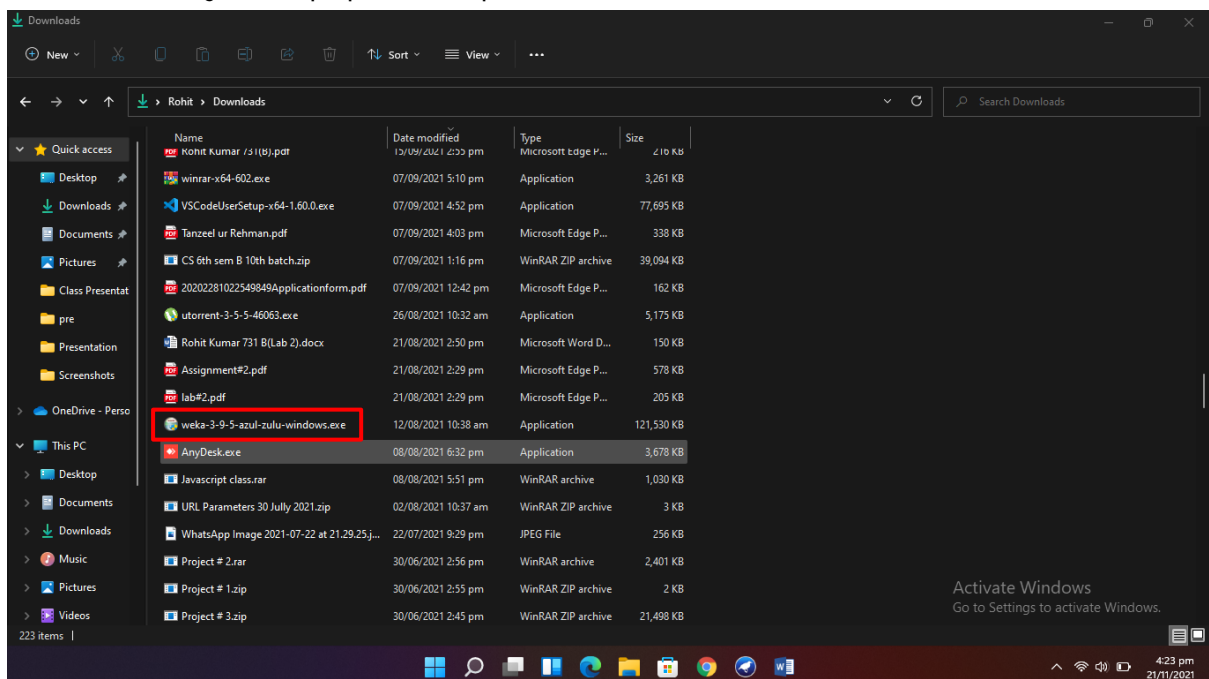 Downloads
New Sort View ...
Rohit > Downloads Search Downloads
Name Date modified Type Size
Quick access
Desktop
Downloads
Documents
Pictures
Class Presentat
pre
Presentation
Screenshots
OneDrive - Perso
This PC
Desktop
Documents
Downloads
Music
Pictures
Videos
Rohit Kumar 731(B).pdf 15/09/2021 2:55 pm Microsoft Edge P... 216 KB
winrar-x64-602.exe 07/09/2021 5:10 pm Application 3,261 KB
VSCodeUserSetup-x64-1.60.0.exe 07/09/2021 4:52 pm Application 77,695 KB
Tanzeel ur Rehman.pdf 07/09/2021 4:03 pm Microsoft Edge P... 338 KB
CS 6th sem B 10th batch.zip 07/09/2021 1:16 pm WinRAR ZIP archive 39,094 KB
20202281022549849Applicationform.pdf 07/09/2021 12:42 pm Microsoft Edge P... 162 KB
utorrent-3-5-5-46063.exe 26/08/2021 10:32 am Application 5,175 KB
Rohit Kumar 731 B(Lab 2).docx 21/08/2021 2:50 pm Microsoft Word D... 150 KB
Assignment#2.pdf 21/08/2021 2:29 pm Microsoft Edge P... 578 KB
lab#2.pdf 21/08/2021 2:29 pm Microsoft Edge P... 205 KB
weka-3-9-5-azul-zulu-windows.exe 12/08/2021 10:38 am Application 121,530 KB
AnyDesk.exe 08/08/2021 6:32 pm Application 3,678 KB
Javascript class.rar 08/08/2021 5:51 pm WinRAR archive 1,030 KB
URL Parameters 30 Jully 2021.zip 02/08/2021 10:37 am WinRAR ZIP archive 3 KB
WhatsApp Image 2021-07-22 at 21.29.25.j... 22/07/2021 9:29 pm JPEG File 256 KB
Project # 2.rar 30/06/2021 2:56 pm WinRAR archive 2,401 KB
Project # 1.zip 30/06/2021 2:55 pm WinRAR ZIP archive 2 KB
Project # 3.zip 30/06/2021 2:45 pm WinRAR ZIP archive 21,498 KB
Activate Windows
Go to Settings to activate Windows.
223 items
4:23 pm
21/11/2021